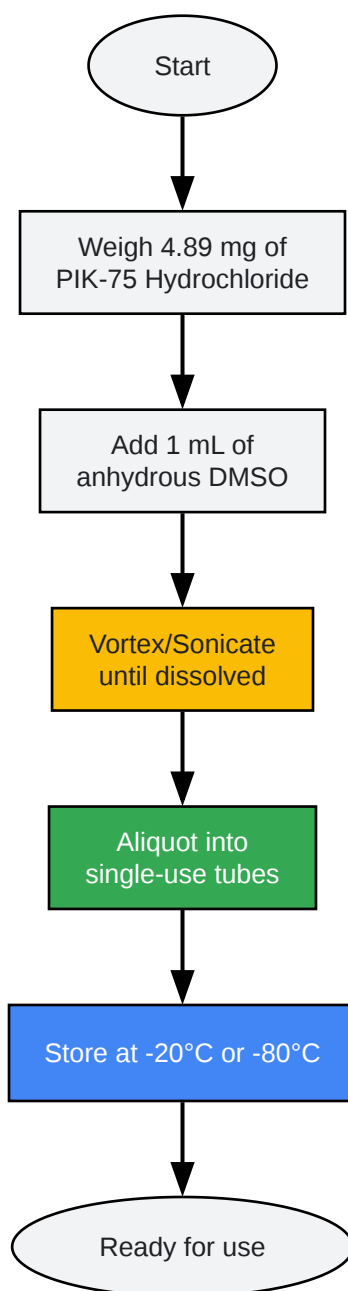 Start
Weigh 4.89 mg of
PIK-75 Hydrochloride
Add 1 mL of
anhydrous DMSO
Vortex/Sonicate
until dissolved
Aliquot into
single-use tubes
Store at -20°C or -80°C
Ready for use